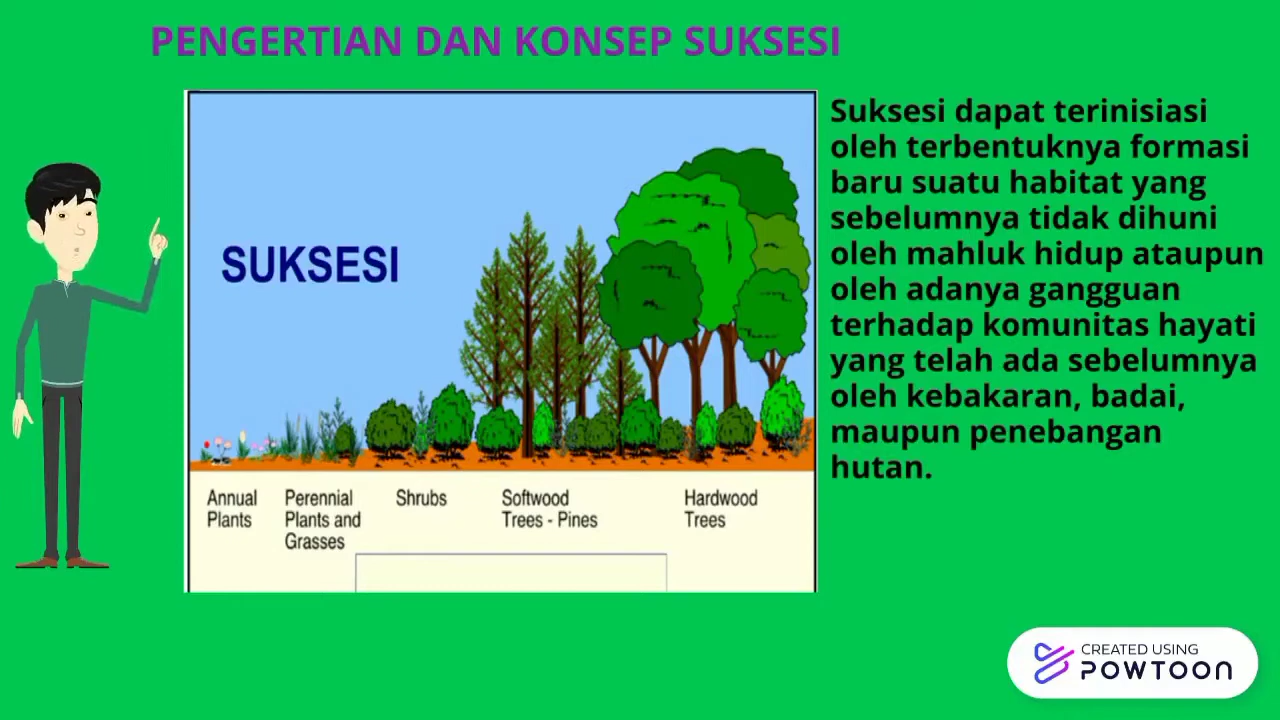 PENGERTIAN DAN KONSEP SUKSESI
SUKSESI
Annual
Plants
Perennial
Plants and
Grasses
Shrubs
Softwood
Trees - Pines
Hardwood
Trees
Suksesi dapat terinisiasi
oleh terbentuknya formasi
baru suatu habitat yang
sebelumnya tidak dihuni
oleh mahluk hidup ataupun
oleh adanya gangguan
terhadap komunitas hayati
yang telah ada sebelumnya
oleh kebakaran, badai,
maupun penebangan
hutan.
CREATED USING
POWTOON